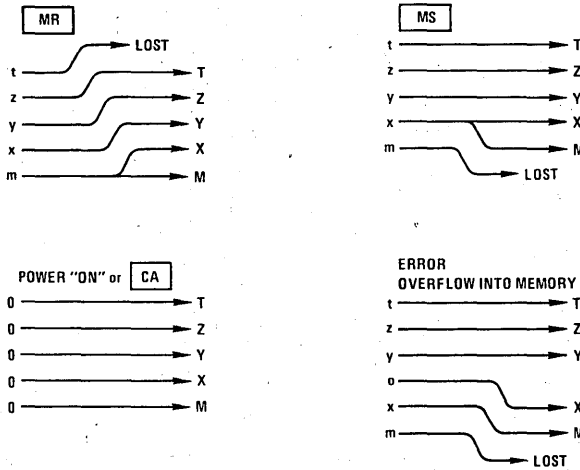 MR
LOST
t T
z Z
y Y
x X
m M
MS
t T
z Z
y Y
x X
m M
LOST
POWER "ON" or CA
0 T
0 Z
0 Y
0 X
0 M
ERROR
OVERFLOW INTO MEMORY
t T
z Z
y Y
o
x X
m M
LOST